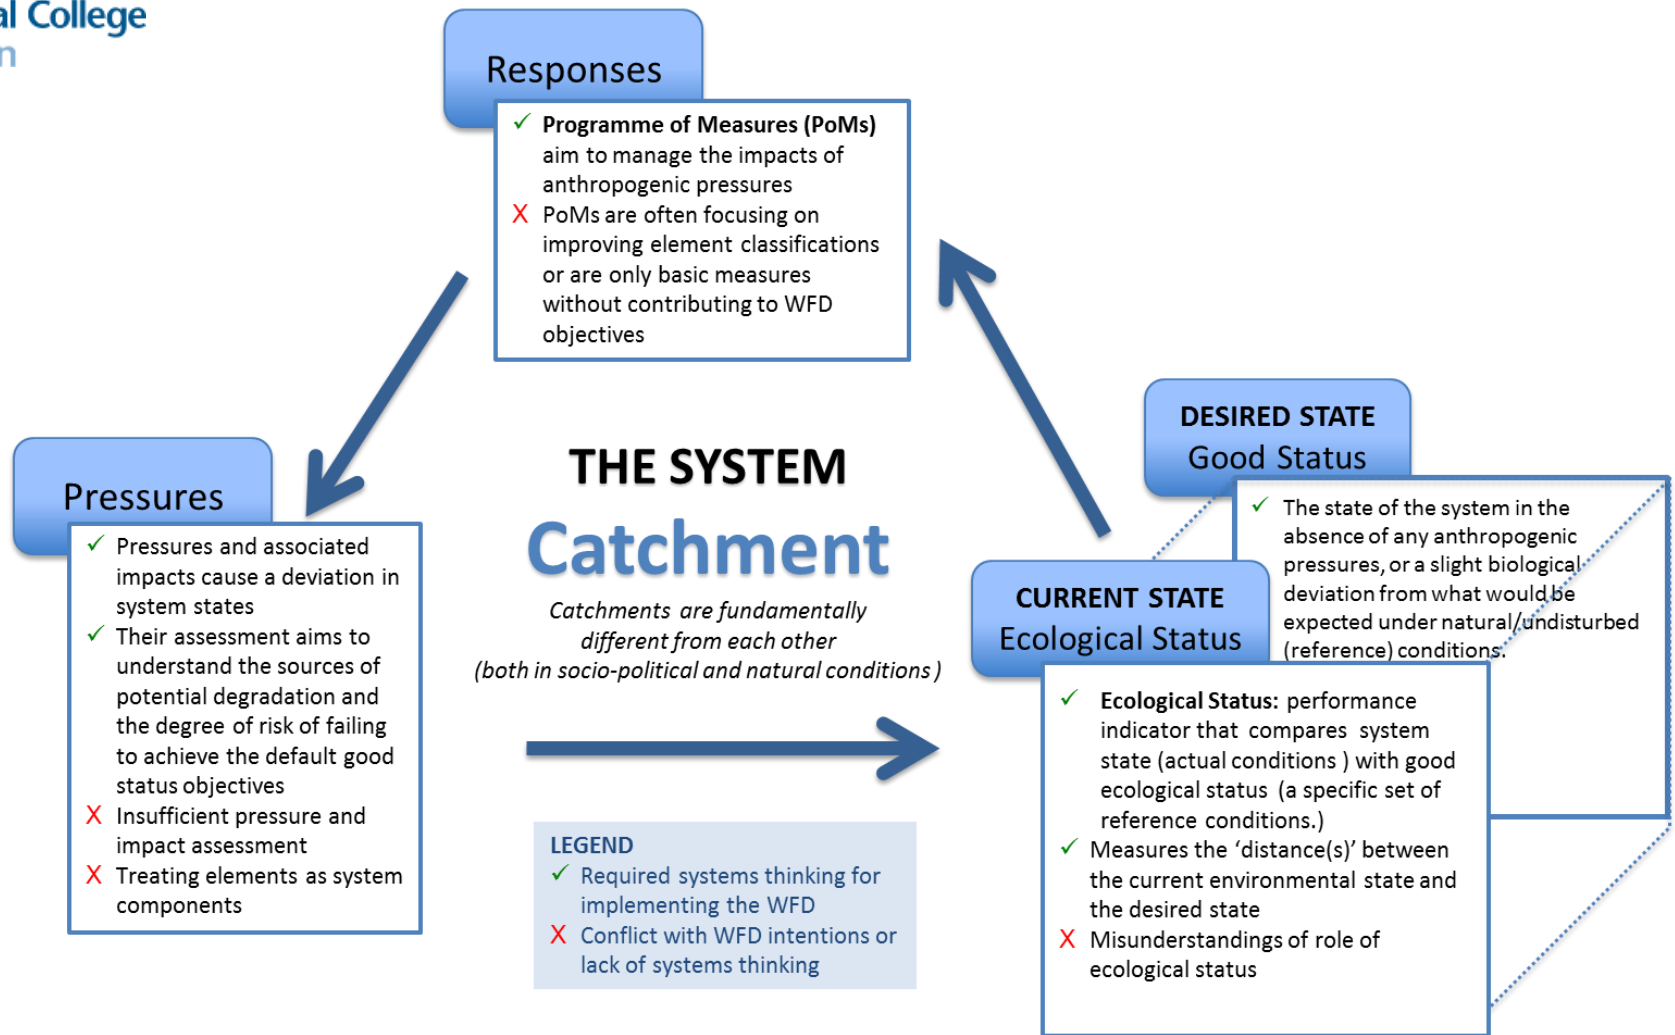 al College
n
Responses
✓ Programme of Measures (PoMs)
aim to manage the impacts of
anthropogenic pressures
X PoMs are often focusing on
improving element classifications
or are only basic measures
without contributing to WFD
objectives
Pressures
✓ Pressures and associated
impacts cause a deviation in
system states
✓ Their assessment aims to
understand the sources of
potential degradation and
the degree of risk of failing
to achieve the default good
status objectives
X Insufficient pressure and
impact assessment
X Treating elements as system
components
THE SYSTEM
Catchment
Catchments are fundamentally
different from each other
(both in socio-political and natural conditions )
LEGEND
✓ Required systems thinking for
implementing the WFD
X Conflict with WFD intentions or
lack of systems thinking
DESIRED STATE
Good Status
✓ The state of the system in the
absence of any anthropogenic
pressures, or a slight biological
deviation from what would be
expected under natural/undisturbed
(reference) conditions.
CURRENT STATE
Ecological Status
✓ Ecological Status: performance
indicator that compares system
state (actual conditions ) with good
ecological status (a specific set of
reference conditions.)
✓ Measures the ‘distance(s)’ between
the current environmental state and
the desired state
X Misunderstandings of role of
ecological status